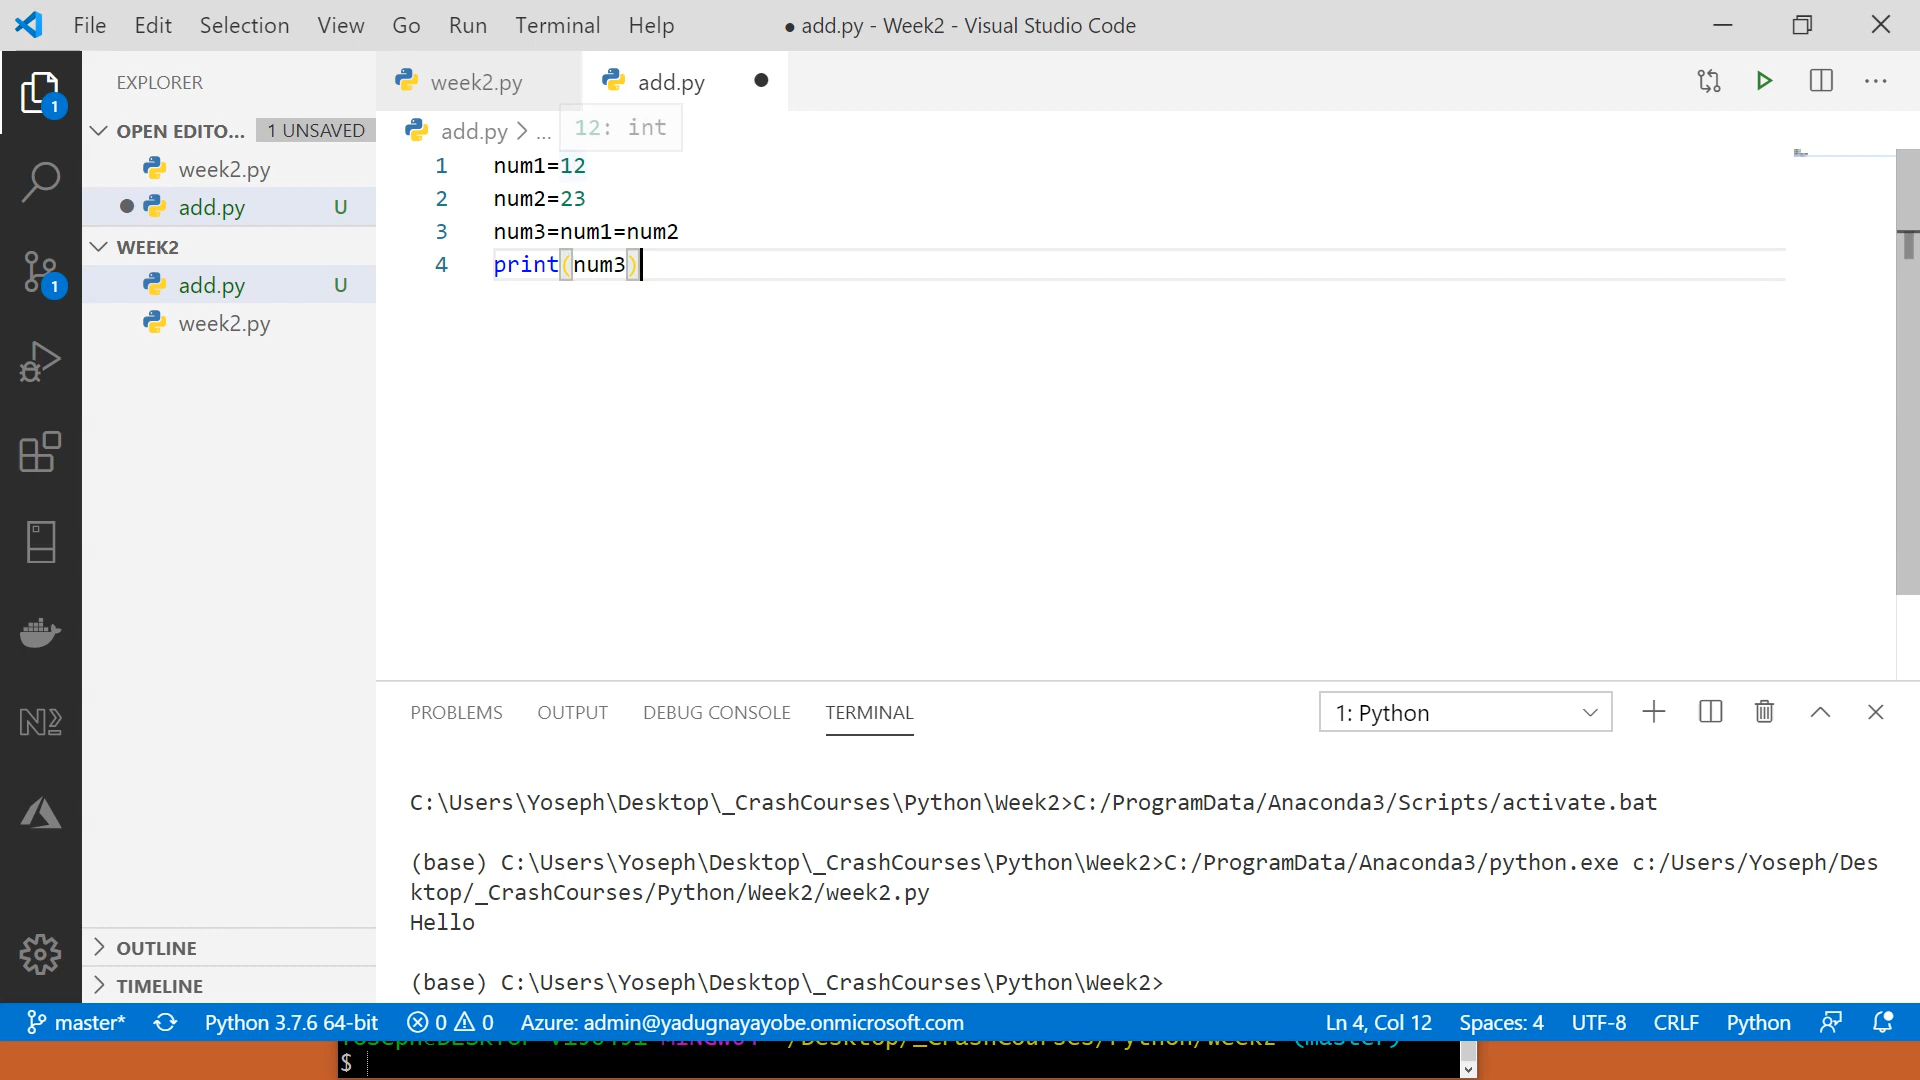 File Edit Selection View Go Run Terminal Help
● add.py - Week2 - Visual Studio Code
EXPLORER
OPEN EDITO... 1 UNSAVED
week2.py
add.py U
WEEK2
add.py U
week2.py
OUTLINE
TIMELINE
1
1
week2.py add.py
add.py > ...
12: int
1 num1=12
2 num2=23
3 num3=num1=num2
4 print(num3)
PROBLEMS OUTPUT DEBUG CONSOLE TERMINAL
1: Python
C:\Users\Yoseph\Desktop\_CrashCourses\Python\Week2>C:/ProgramData/Anaconda3/Scripts/activate.bat
(base) C:\Users\Yoseph\Desktop\_CrashCourses\Python\Week2>C:/ProgramData/Anaconda3/python.exe c:/Users/Yoseph/Des
ktop/_CrashCourses/Python/Week2/week2.py
Hello
(base) C:\Users\Yoseph\Desktop\_CrashCourses\Python\Week2>
master* Python 3.7.6 64-bit 0 0 Azure: admin@yadugnayayobe.onmicrosoft.com Ln 4, Col 12 Spaces: 4 UTF-8 CRLF Python
$